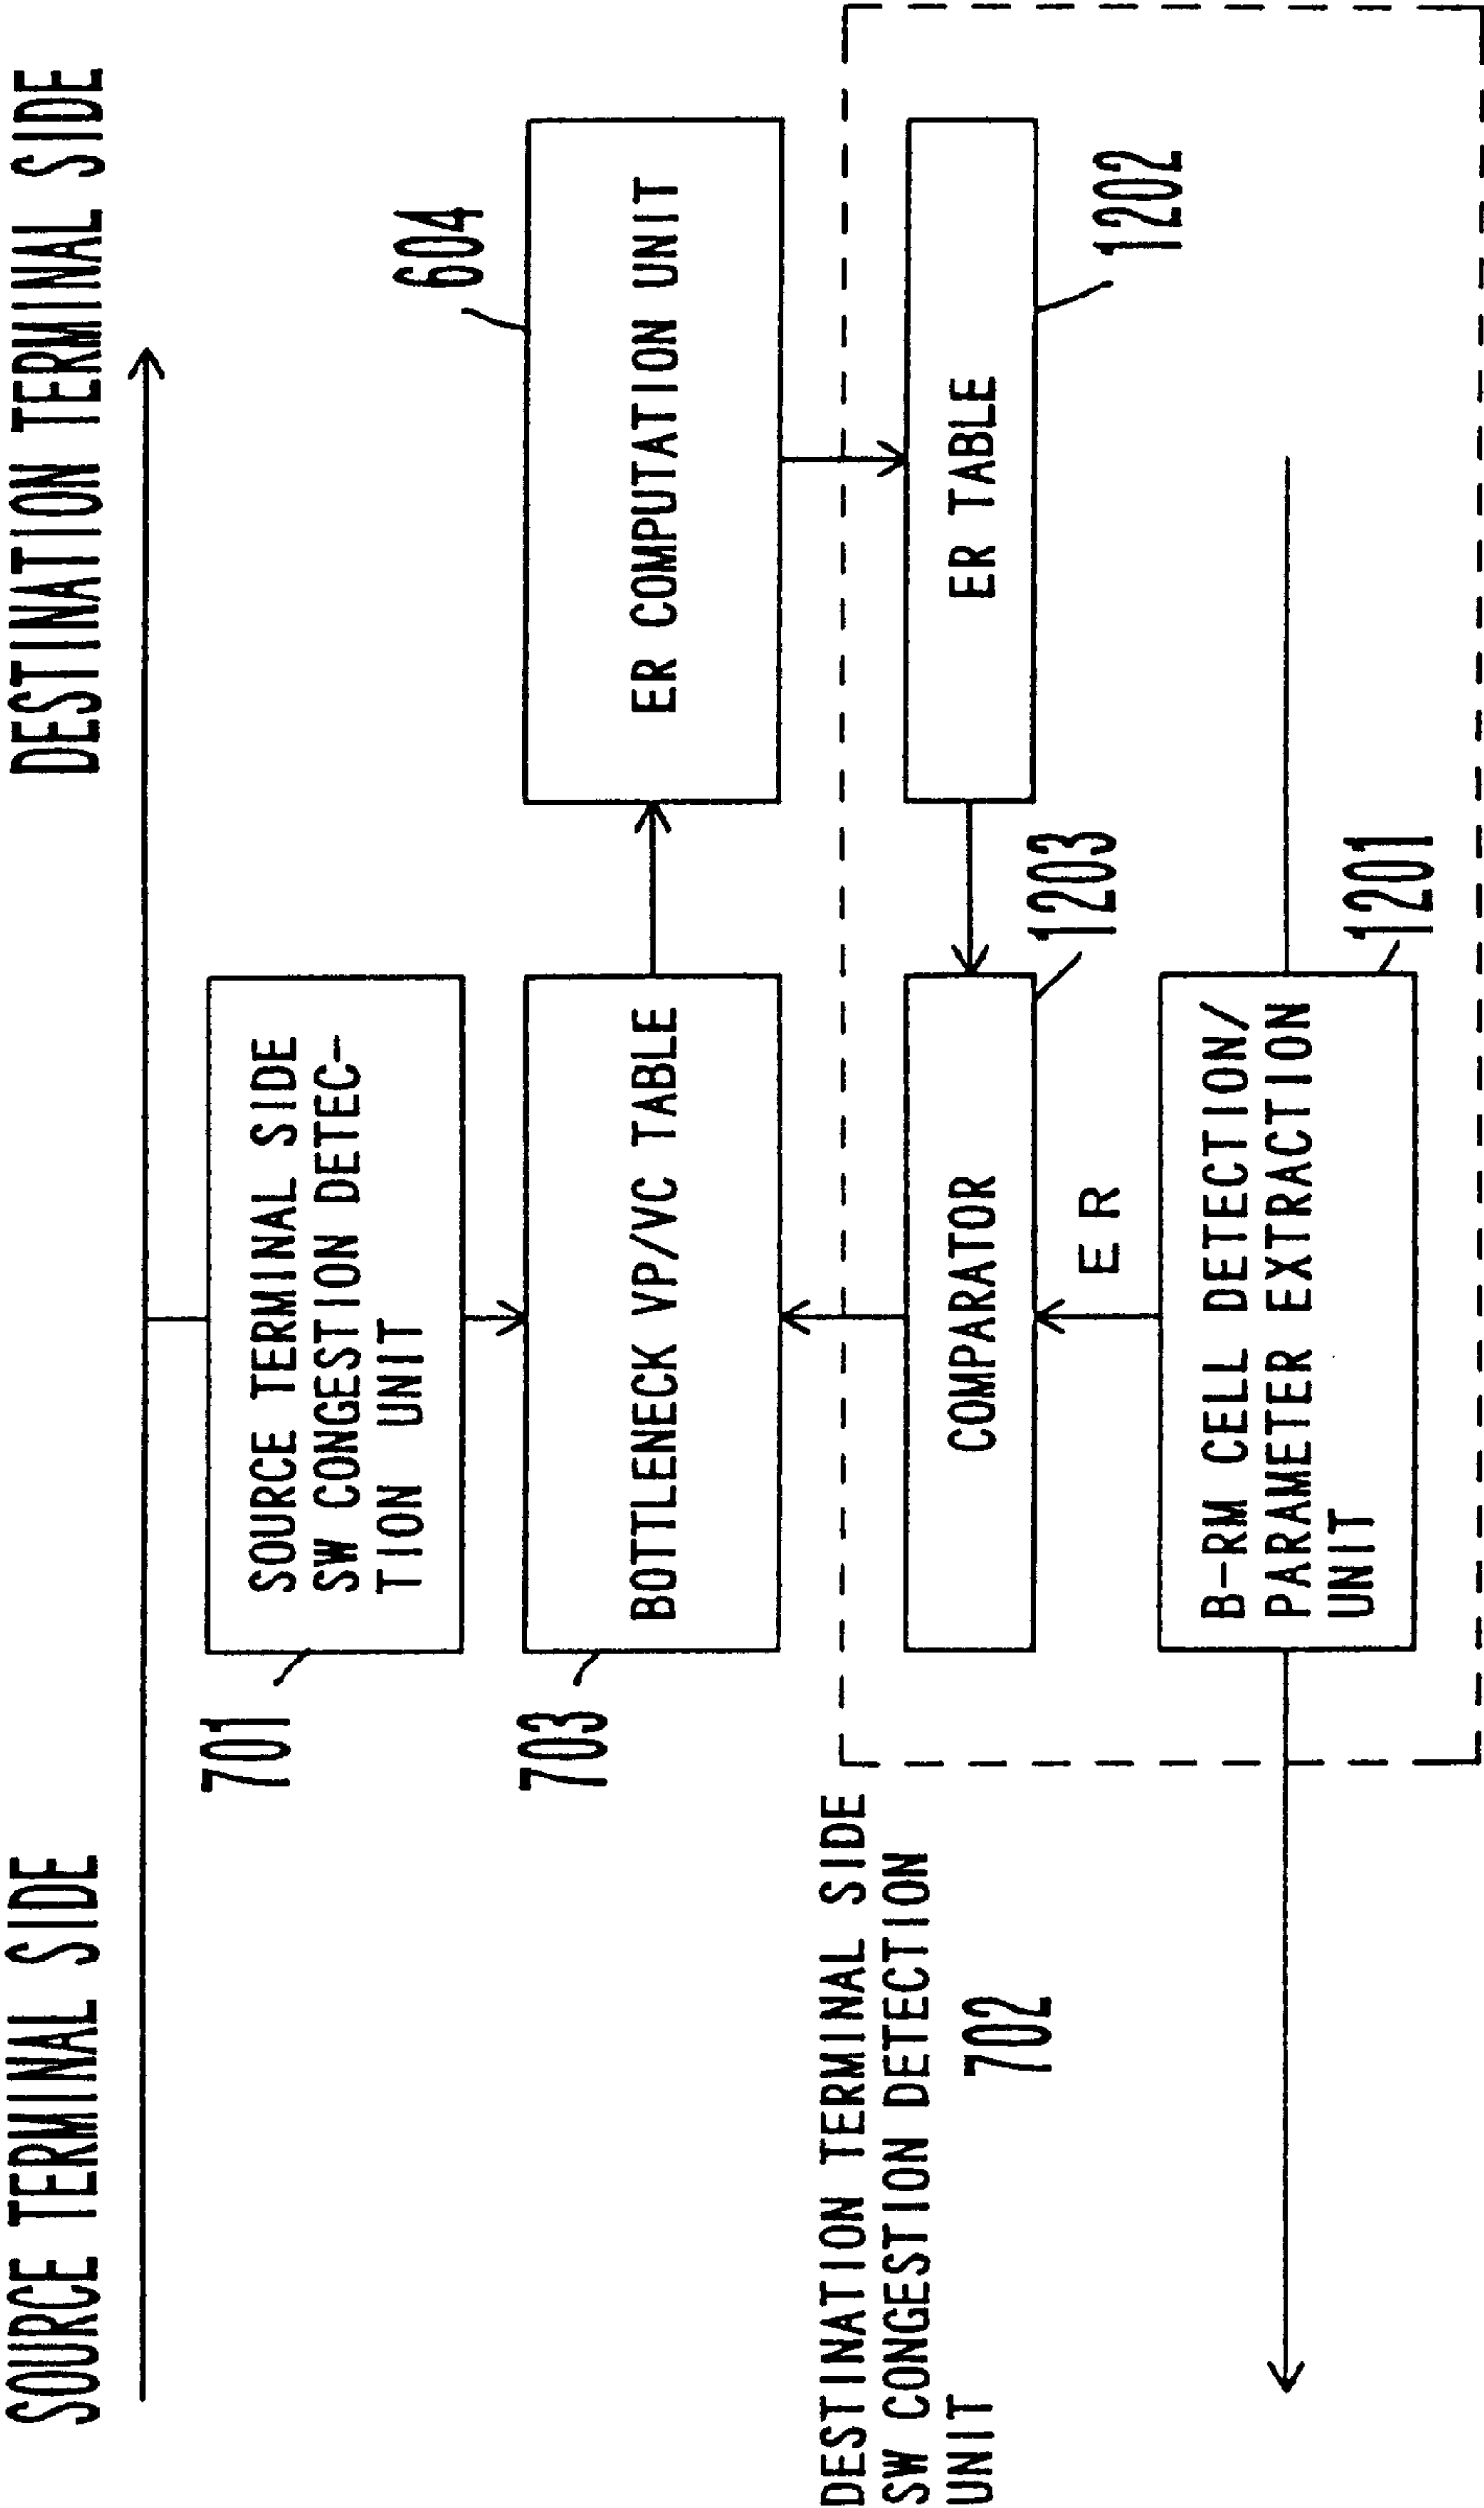 SOURCE TERMINAL SIDE
DESTINATION TERMINAL SIDE
701
SOURCE TERMINAL SIDE
SW CONGESTION DETEC-
TION UNIT
604
703
BOTTLENECK VP/VC TABLE
ER COMPUTATION UNIT
DESTINATION TERMINAL SIDE
SW CONGESTION DETECTION
UNIT
702
COMPARATOR
1203
ER TABLE
1202
ER
B-RM CELL DETECTION/
PARAMETER EXTRACTION
UNIT
1201